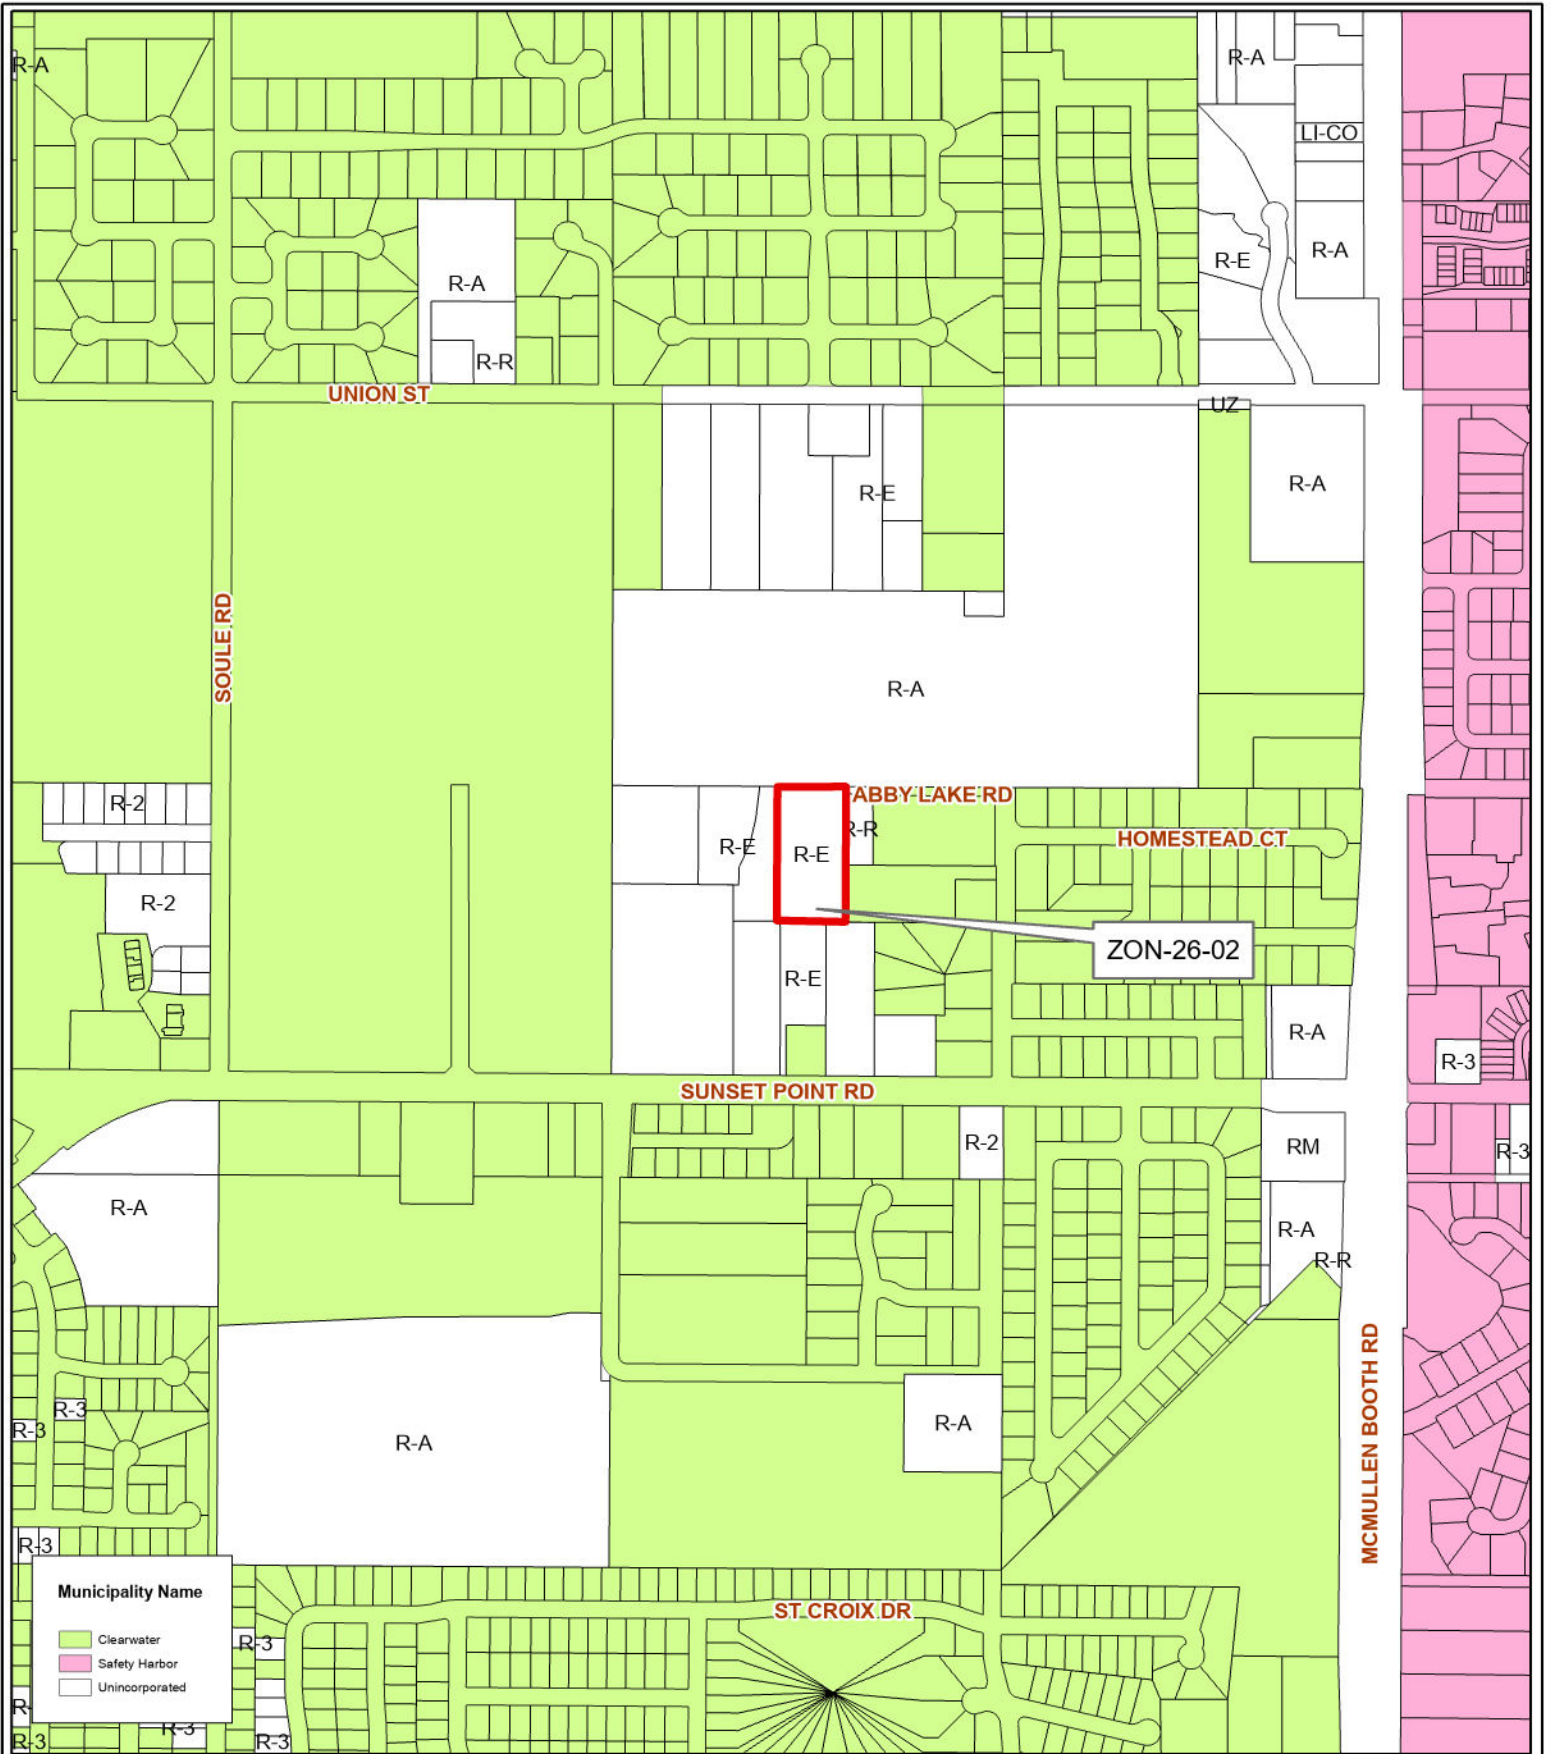 R-A
R-A
LI-CO
R-E
R-A
R-A
R-R
UNION ST
UZ
R-E
R-A
SOULE RD
R-A
ABBY LAKE RD
R-2
R-R
R-E
R-E
HOMESTEAD CT
R-2
ZON-26-02
R-E
R-A
R-3
SUNSET POINT RD
R-2
RM
R-3
R-A
R-A
R-R
MCMULLEN BOOTH RD
R-3
R-3
R-A
R-A
R-3
Municipality Name
Clearwater
Safety Harbor
Unincorporated
ST CROIX DR
R-3
R-
R-3
R-3
R-3